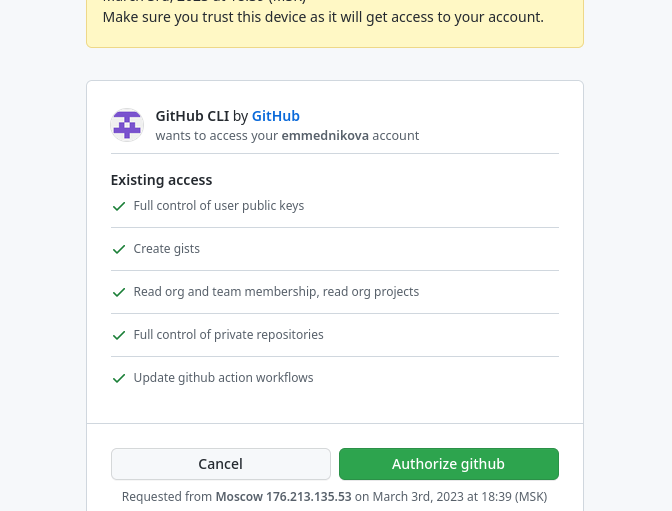 Make sure you trust this device as it will get access to your account.
GitHub CLI by GitHub
wants to access your emmednikova account
Existing access
Full control of user public keys
Create gists
Read org and team membership, read org projects
Full control of private repositories
Update github action workflows
Cancel
Authorize github
Requested from Moscow 176.213.135.53 on March 3rd, 2023 at 18:39 (MSK)